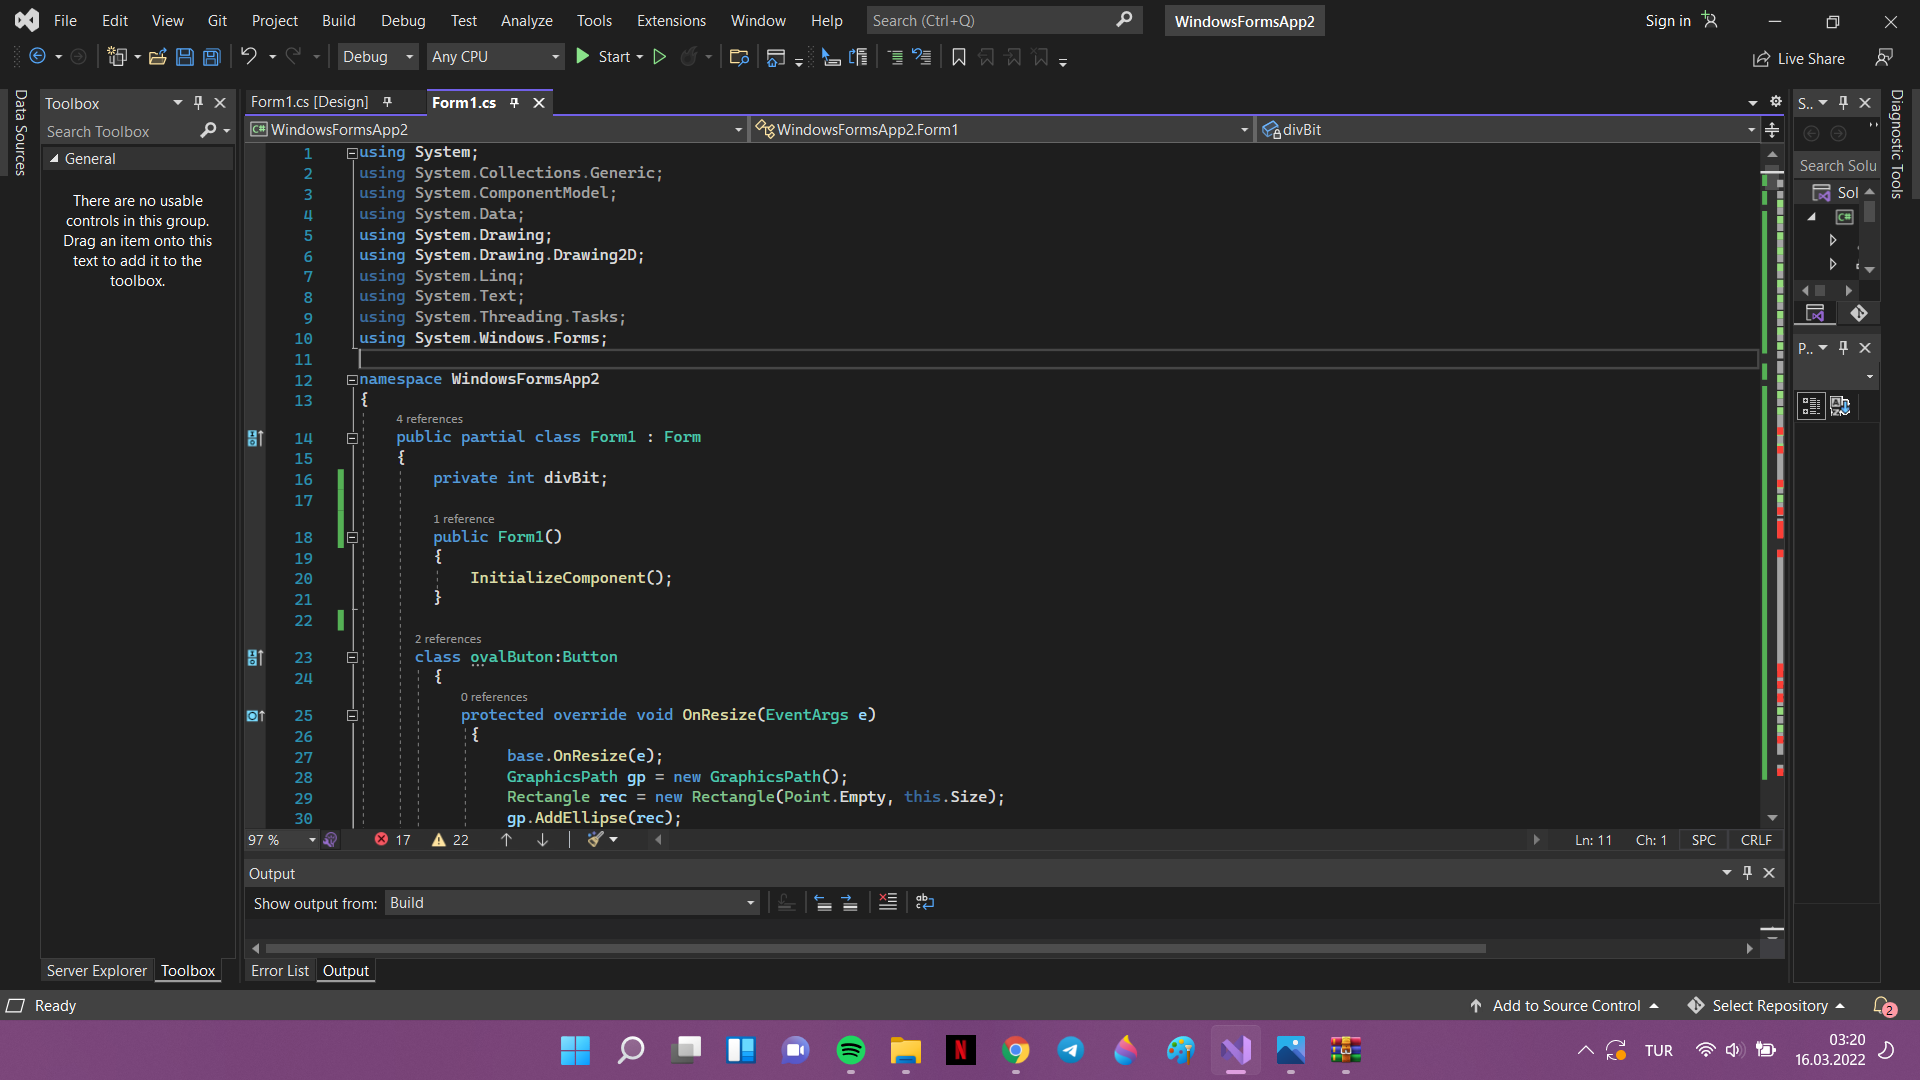 File Edit View Git Project Build Debug Test Analyze Tools Extensions Window Help Search (Ctrl+Q) WindowsFormsApp2 Sign in
Debug Any CPU Start Live Share
Data Sources
Toolbox
Search Toolbox
General
There are no usable
controls in this group.
Drag an item onto this
text to add it to the
toolbox.
Server Explorer Toolbox
Form1.cs [Design] Form1.cs
WindowsFormsApp2 WindowsFormsApp2.Form1 divBit
1 using System;
2 using System.Collections.Generic;
3 using System.ComponentModel;
4 using System.Data;
5 using System.Drawing;
6 using System.Drawing.Drawing2D;
7 using System.Linq;
8 using System.Text;
9 using System.Threading.Tasks;
10 using System.Windows.Forms;
11
12 namespace WindowsFormsApp2
13 {
4 references
14 public partial class Form1 : Form
15 {
16 private int divBit;
17
1 reference
18 public Form1()
19 {
20 InitializeComponent();
21 }
22
2 references
23 class ovalButon:Button
24 {
0 references
25 protected override void OnResize(EventArgs e)
26 {
27 base.OnResize(e);
28 GraphicsPath gp = new GraphicsPath();
29 Rectangle rec = new Rectangle(Point.Empty, this.Size);
30 gp.AddEllipse(rec);
97 % 17 22 Ln: 11 Ch: 1 SPC CRLF
Output
Show output from: Build
Error List Output
S..
Search Solu
Sol
P..
Diagnostic Tools
Ready Add to Source Control Select Repository 2
TUR 03:20
16.03.2022